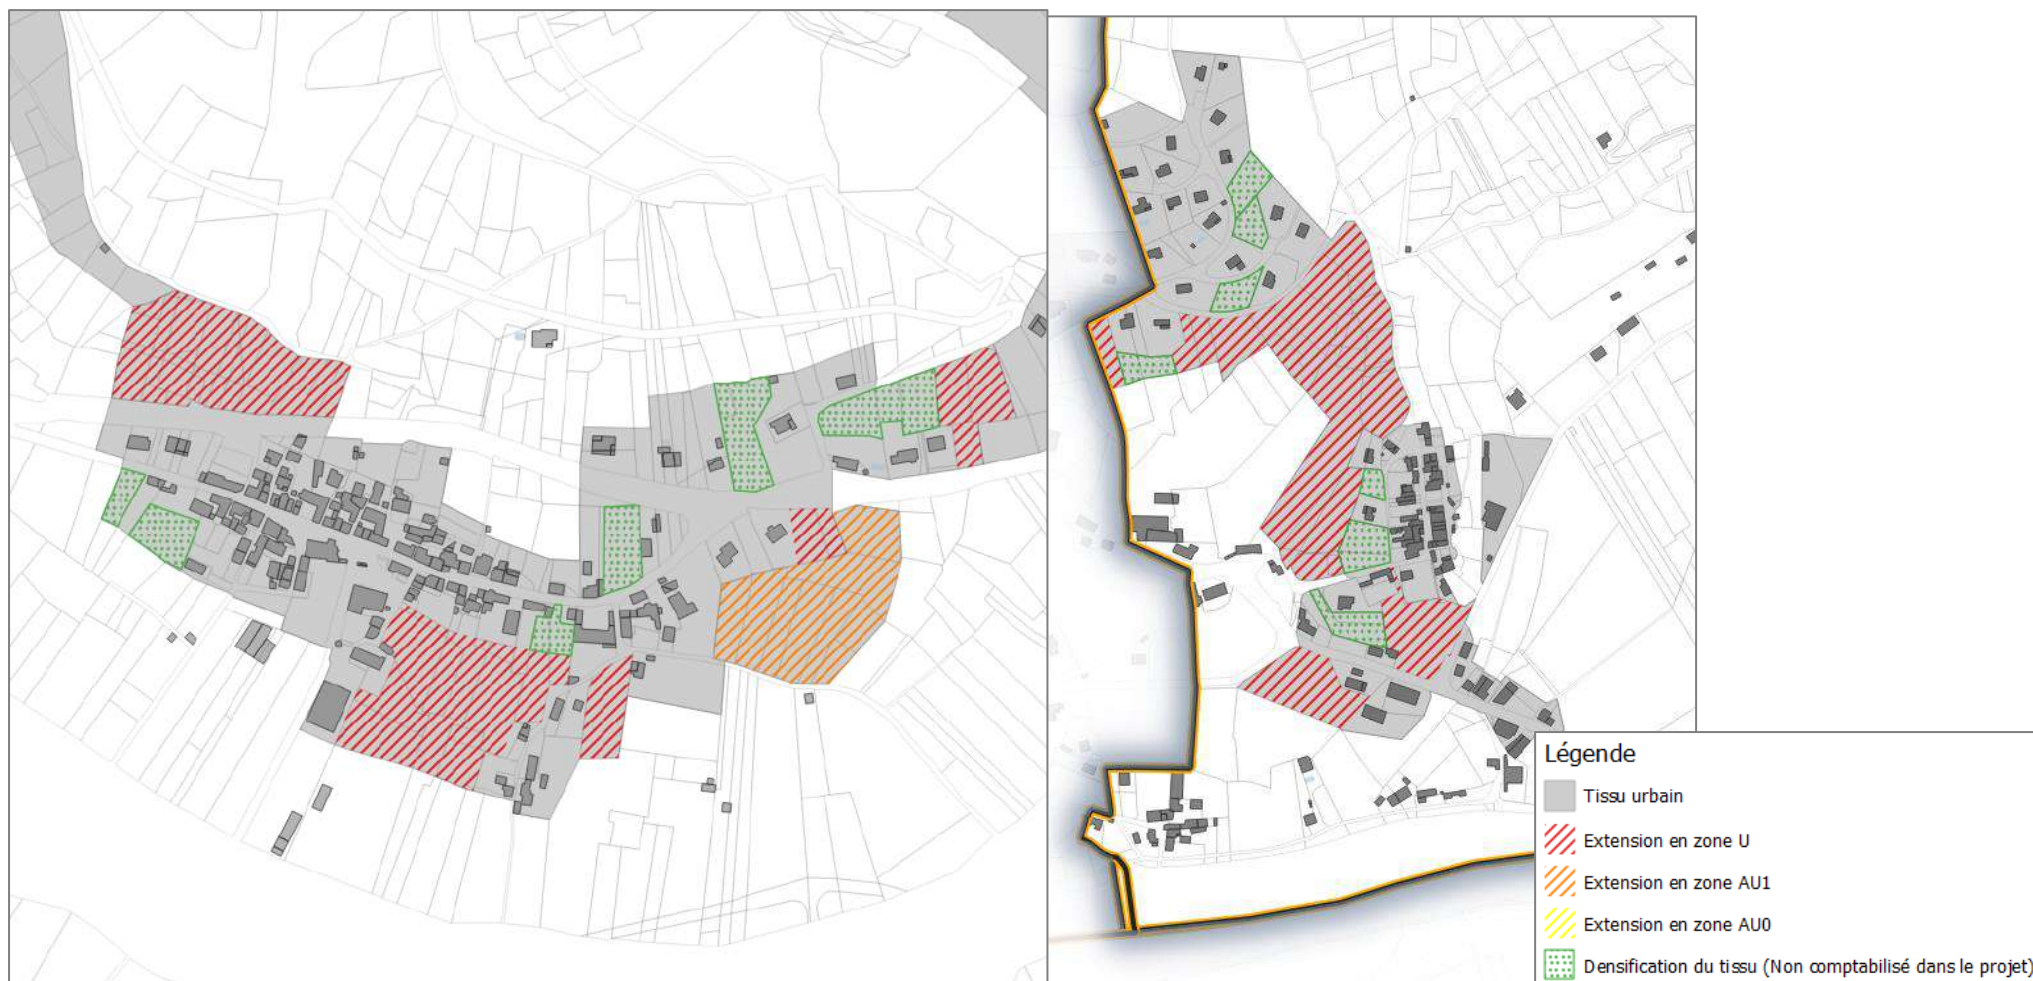 Légende
Tissu urbain
Extension en zone U
Extension en zone AU1
Extension en zone AU0
Densification du tissu (Non comptabilisé dans le projet)